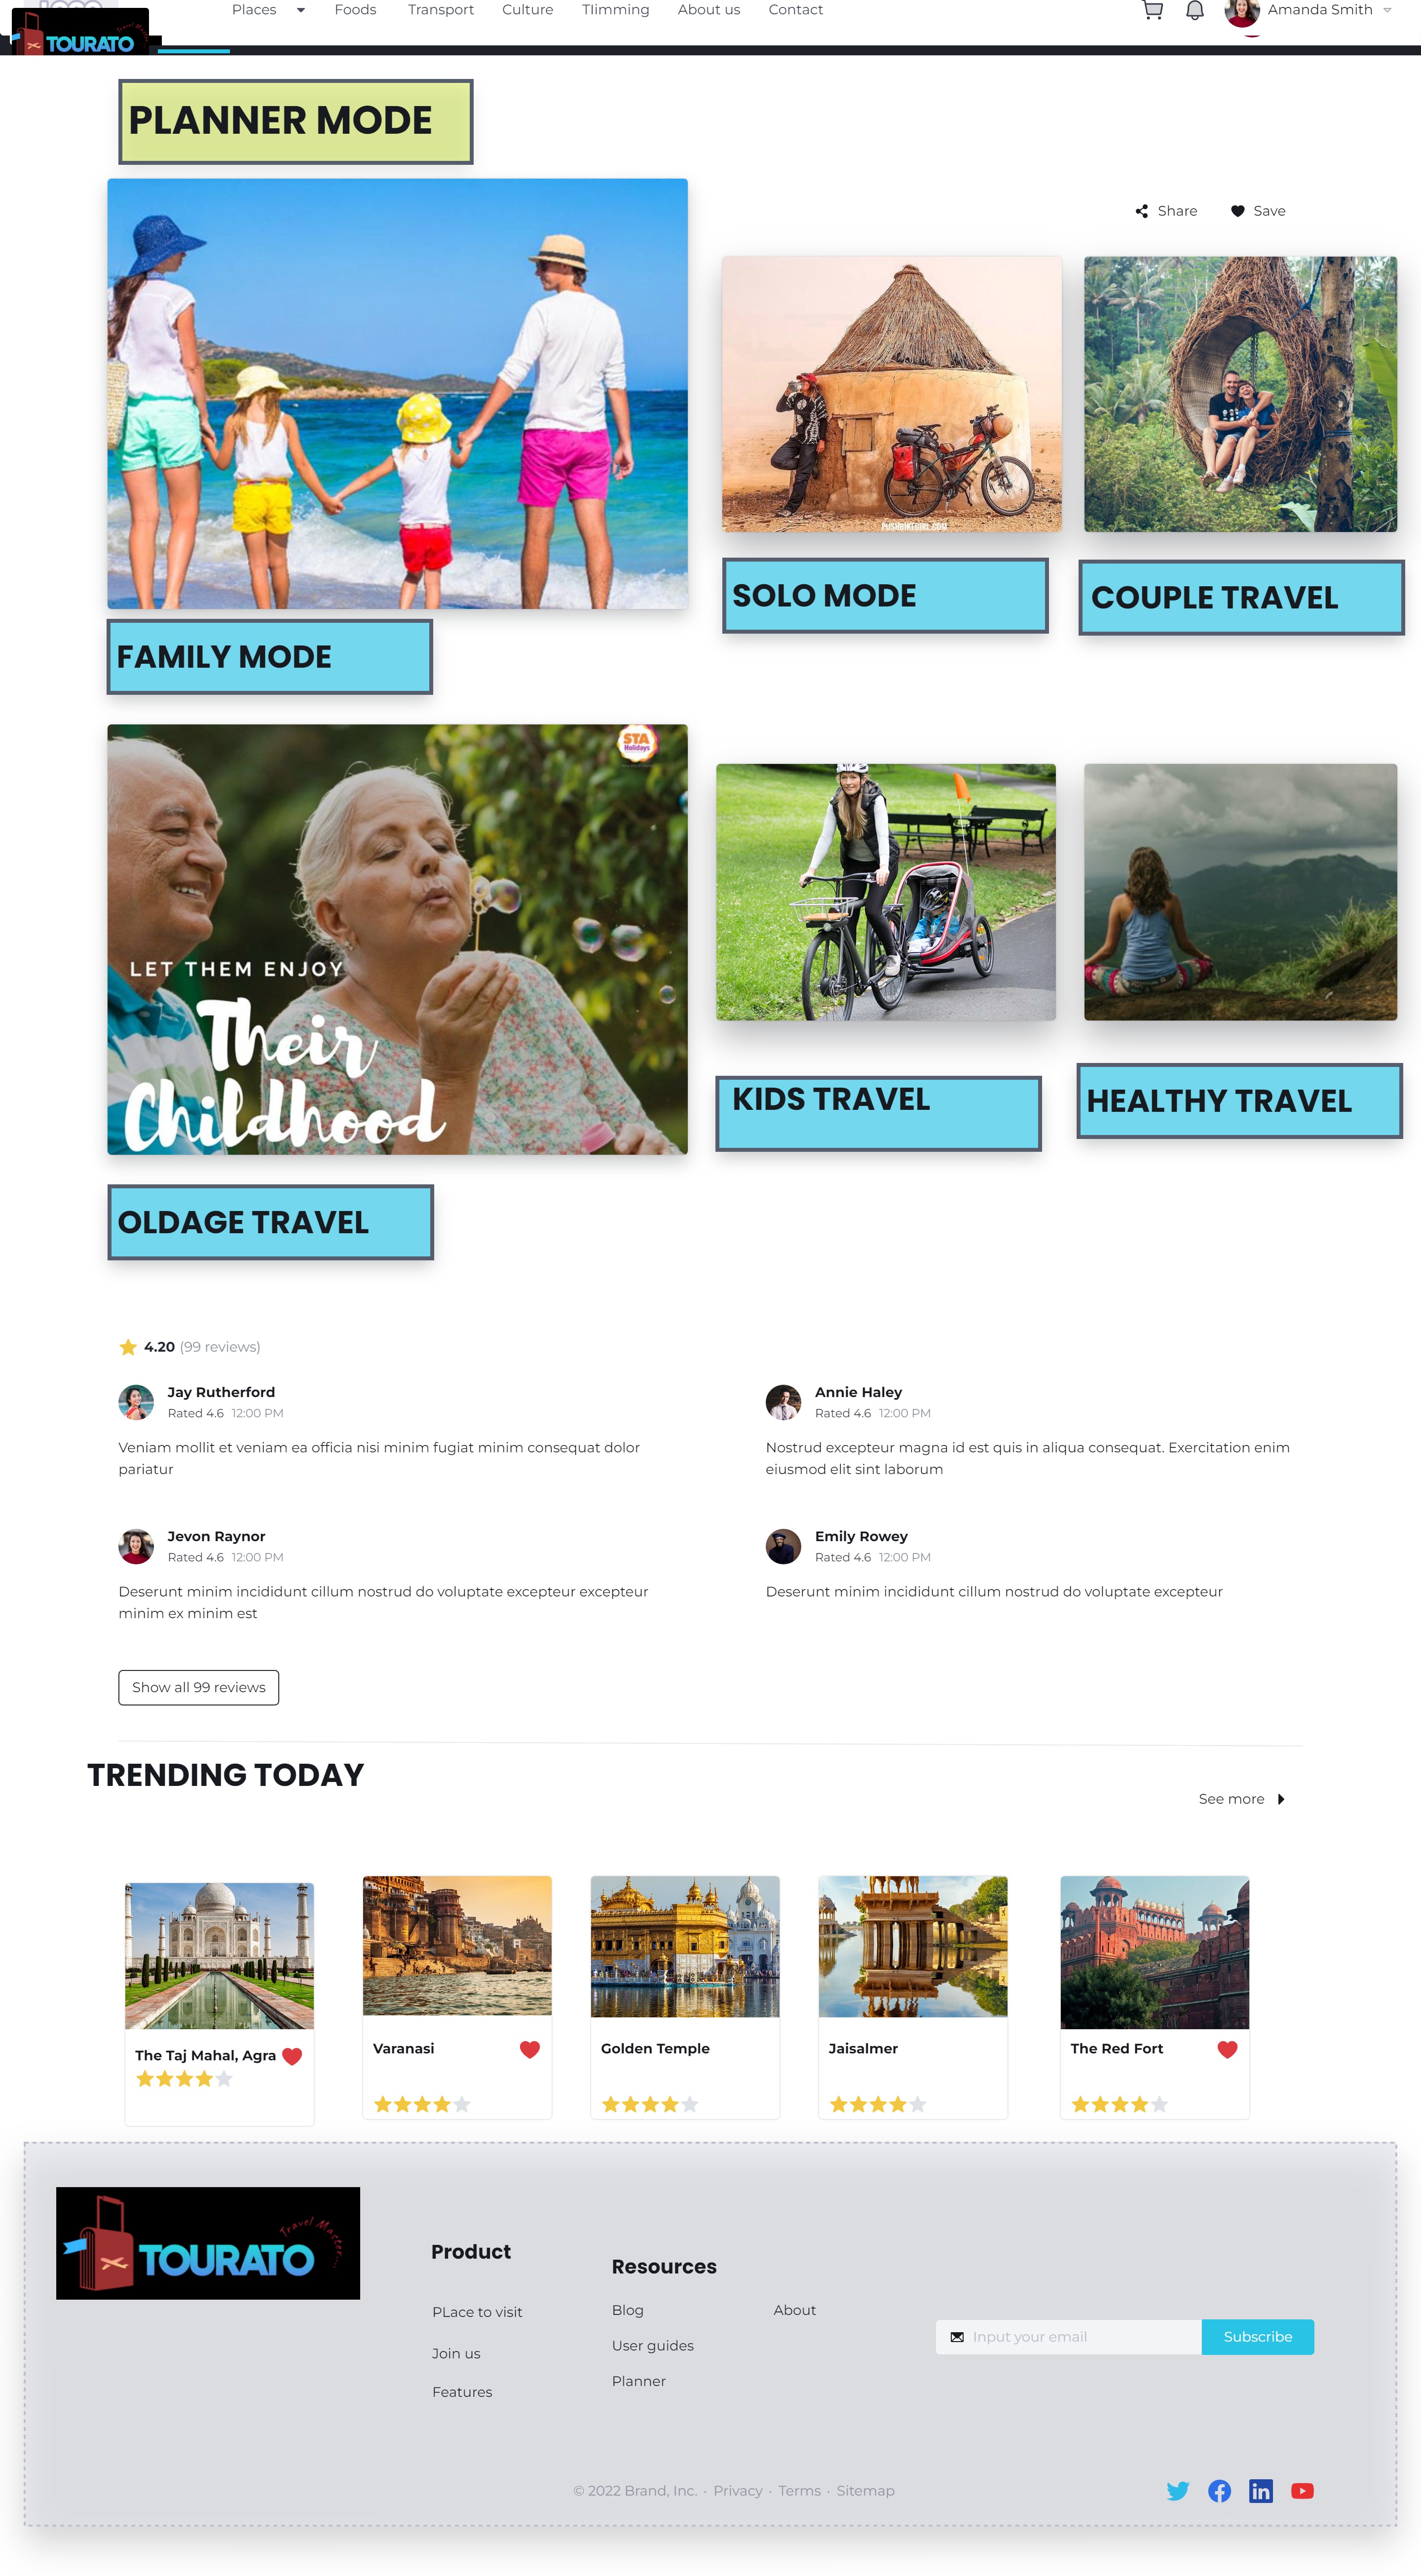 Places
Foods
Transport
Culture
TIimming
About us
Contact
Amanda Smith
TOURATO
PLANNER MODE
Share
Save
PUSHBIKEGIRL.COM
SOLO MODE
COUPLE TRAVEL
FAMILY MODE
STA
Holidays
LET THEM ENJOY
Their
Childhood
KIDS TRAVEL
HEALTHY TRAVEL
OLDAGE TRAVEL
4.20 (99 reviews)
Jay Rutherford
Rated 4.6 12:00 PM
Veniam mollit et veniam ea officia nisi minim fugiat minim consequat dolor
pariatur
Annie Haley
Rated 4.6 12:00 PM
Nostrud excepteur magna id est quis in aliqua consequat. Exercitation enim
eiusmod elit sint laborum
Jevon Raynor
Rated 4.6 12:00 PM
Deserunt minim incididunt cillum nostrud do voluptate excepteur excepteur
minim ex minim est
Emily Rowey
Rated 4.6 12:00 PM
Deserunt minim incididunt cillum nostrud do voluptate excepteur
Show all 99 reviews
TRENDING TODAY
See more
The Taj Mahal, Agra
Varanasi
Golden Temple
Jaisalmer
The Red Fort
Travel Master...
TOURATO
Product
PLace to visit
Join us
Features
Resources
Blog
User guides
Planner
About
Input your email
Subscribe
© 2022 Brand, Inc. · Privacy · Terms · Sitemap